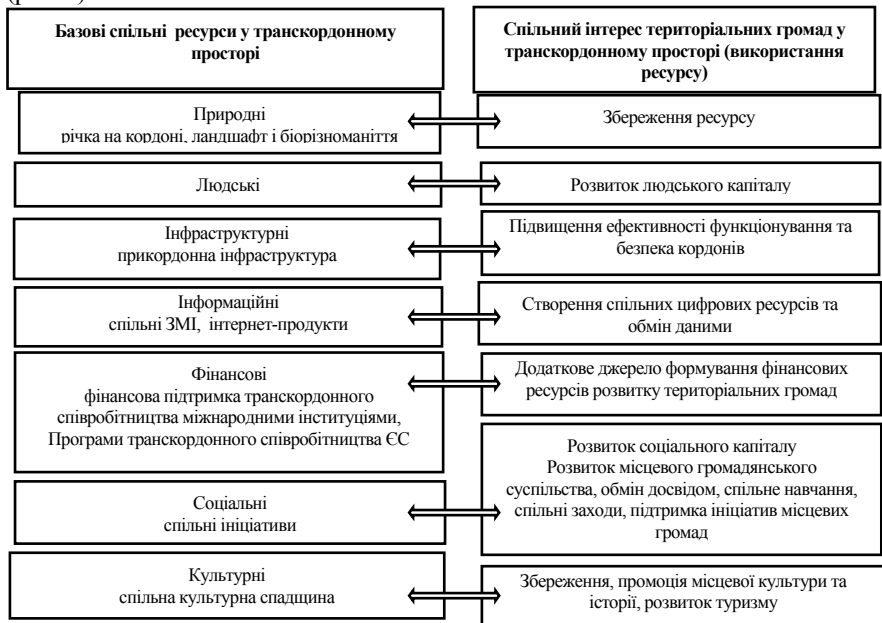 Базові спільні ресурси у транскордонному
просторі
Спільний інтерес територіальних громад у
транскордонному просторі (використання
ресурсу)
Природні
річка на кордоні, ландшафт і біорізноманіття
Збереження ресурсу
Людські
Розвиток людського капіталу
Інфраструктурні
прикордонна інфраструктура
Підвищення ефективності функціонування та
безпека кордонів
Інформаційні
спільні ЗМІ, інтернет-продукти
Створення спільних цифрових ресурсів та
обмін даними
Фінансові
фінансова підтримка транскордонного
співробітництва міжнародними інституціями,
Програми транскордонного співробітництва ЄС
Додаткове джерело формування фінансових
ресурсів розвитку територіальних громад
Соціальні
спільні ініціативи
Розвиток соціального капіталу
Розвиток місцевого громадянського
суспільства, обмін досвідом, спільне навчання,
спільні заходи, підтримка ініціатив місцевих
громад
Культурні
спільна культурна спадщина
Збереження, промоція місцевої культури та
історії, розвиток туризму